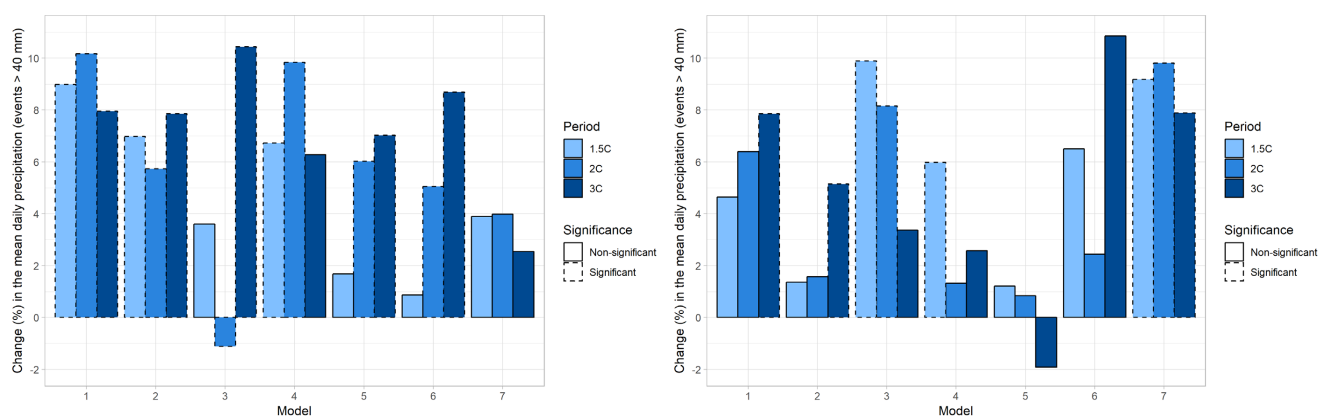 Change (%) in the mean daily precipitation (events > 40 mm)
10
8
6
4
2
0
-2
1 2 3 4 5 6 7
Model
Period
1.5C
2C
3C
Significance
Non-significant
Significant
Change (%) in the mean daily precipitation (events > 40 mm)
10
8
6
4
2
0
-2
1 2 3 4 5 6 7
Model
Period
1.5C
2C
3C
Significance
Non-significant
Significant